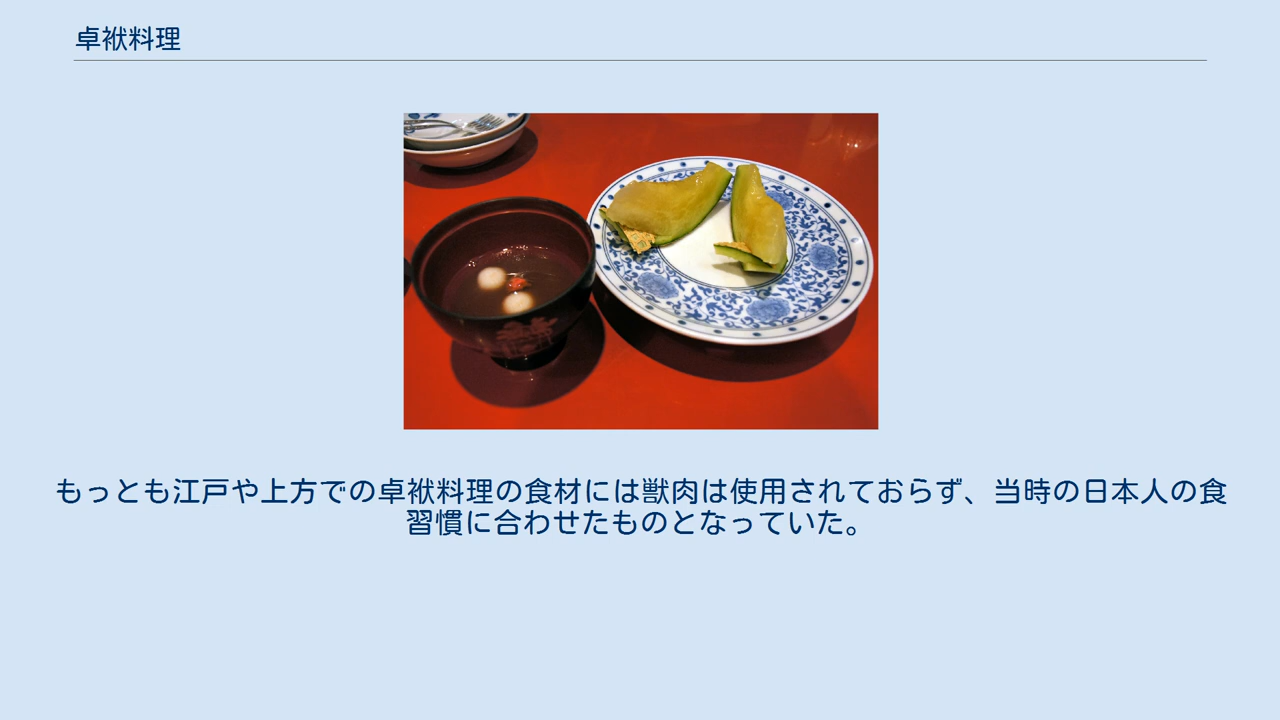 卓袱料理
もっとも江戸や上方での卓袱料理の食材には獣肉は使用されておらず、当時の日本人の食
習慣に合わせたものとなっていた。